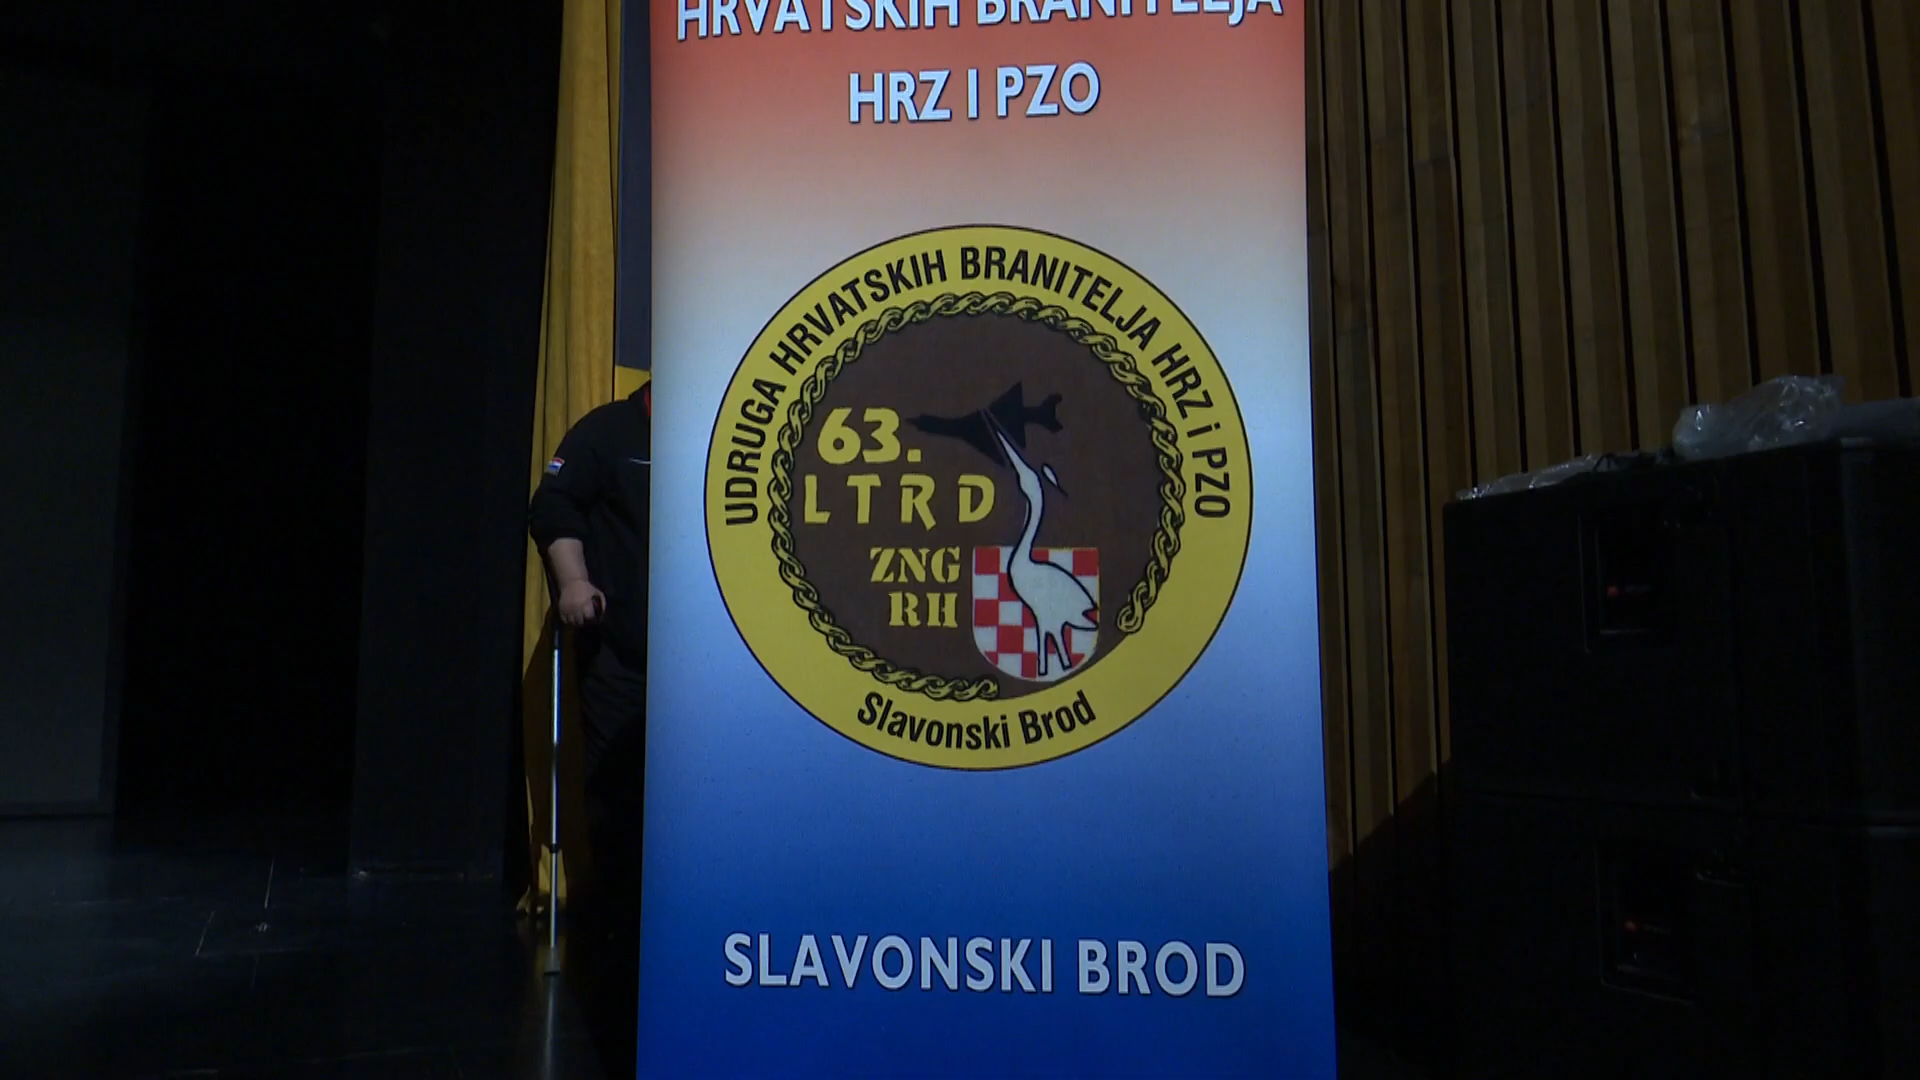 HRVATSKIH BRANITELJA
HRZ I PZO
UDRUGA HRVATSKIH BRANITELJA HRZ i PZO
63.
LTRD
ZNG
RH
Slavonski Brod
SLAVONSKI BROD